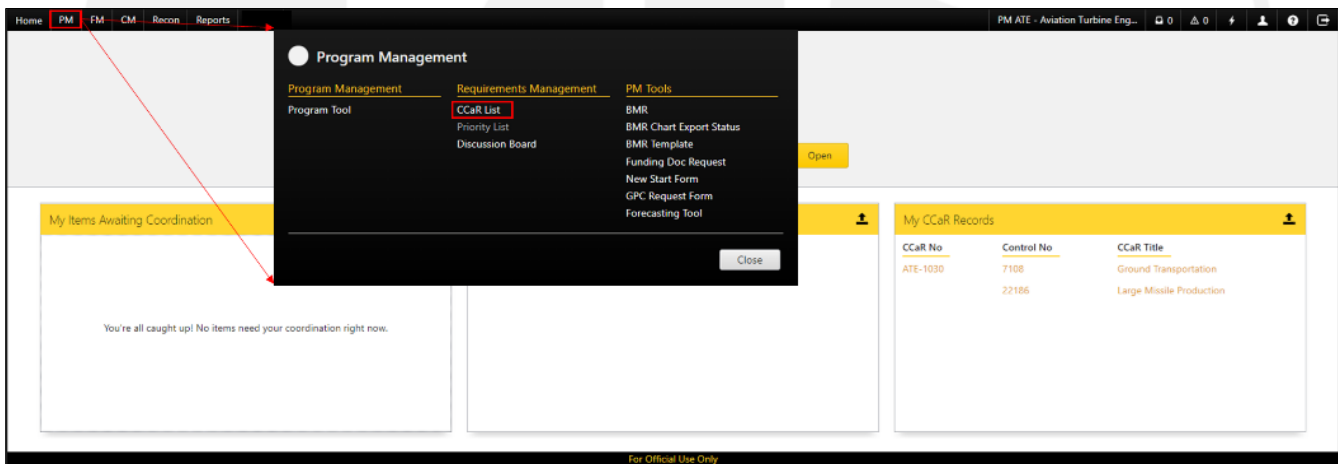 Home PM FM CM Recon Reports PM ATE - Aviation Turbine Eng... 0 0
Program Management
Program Management Requirements Management PM Tools
Program Tool CCaR List BMR
Priority List BMR Chart Export Status
Discussion Board BMR Template
Funding Doc Request
New Start Form
GPC Request Form
Forecasting Tool
Close
Open
My Items Awaiting Coordination
You're all caught up! No items need your coordination right now.
My CCaR Records
CCaR No Control No CCaR Title
ATE-1030 7108 Ground Transportation
22186 Large Missile Production
For Official Use Only